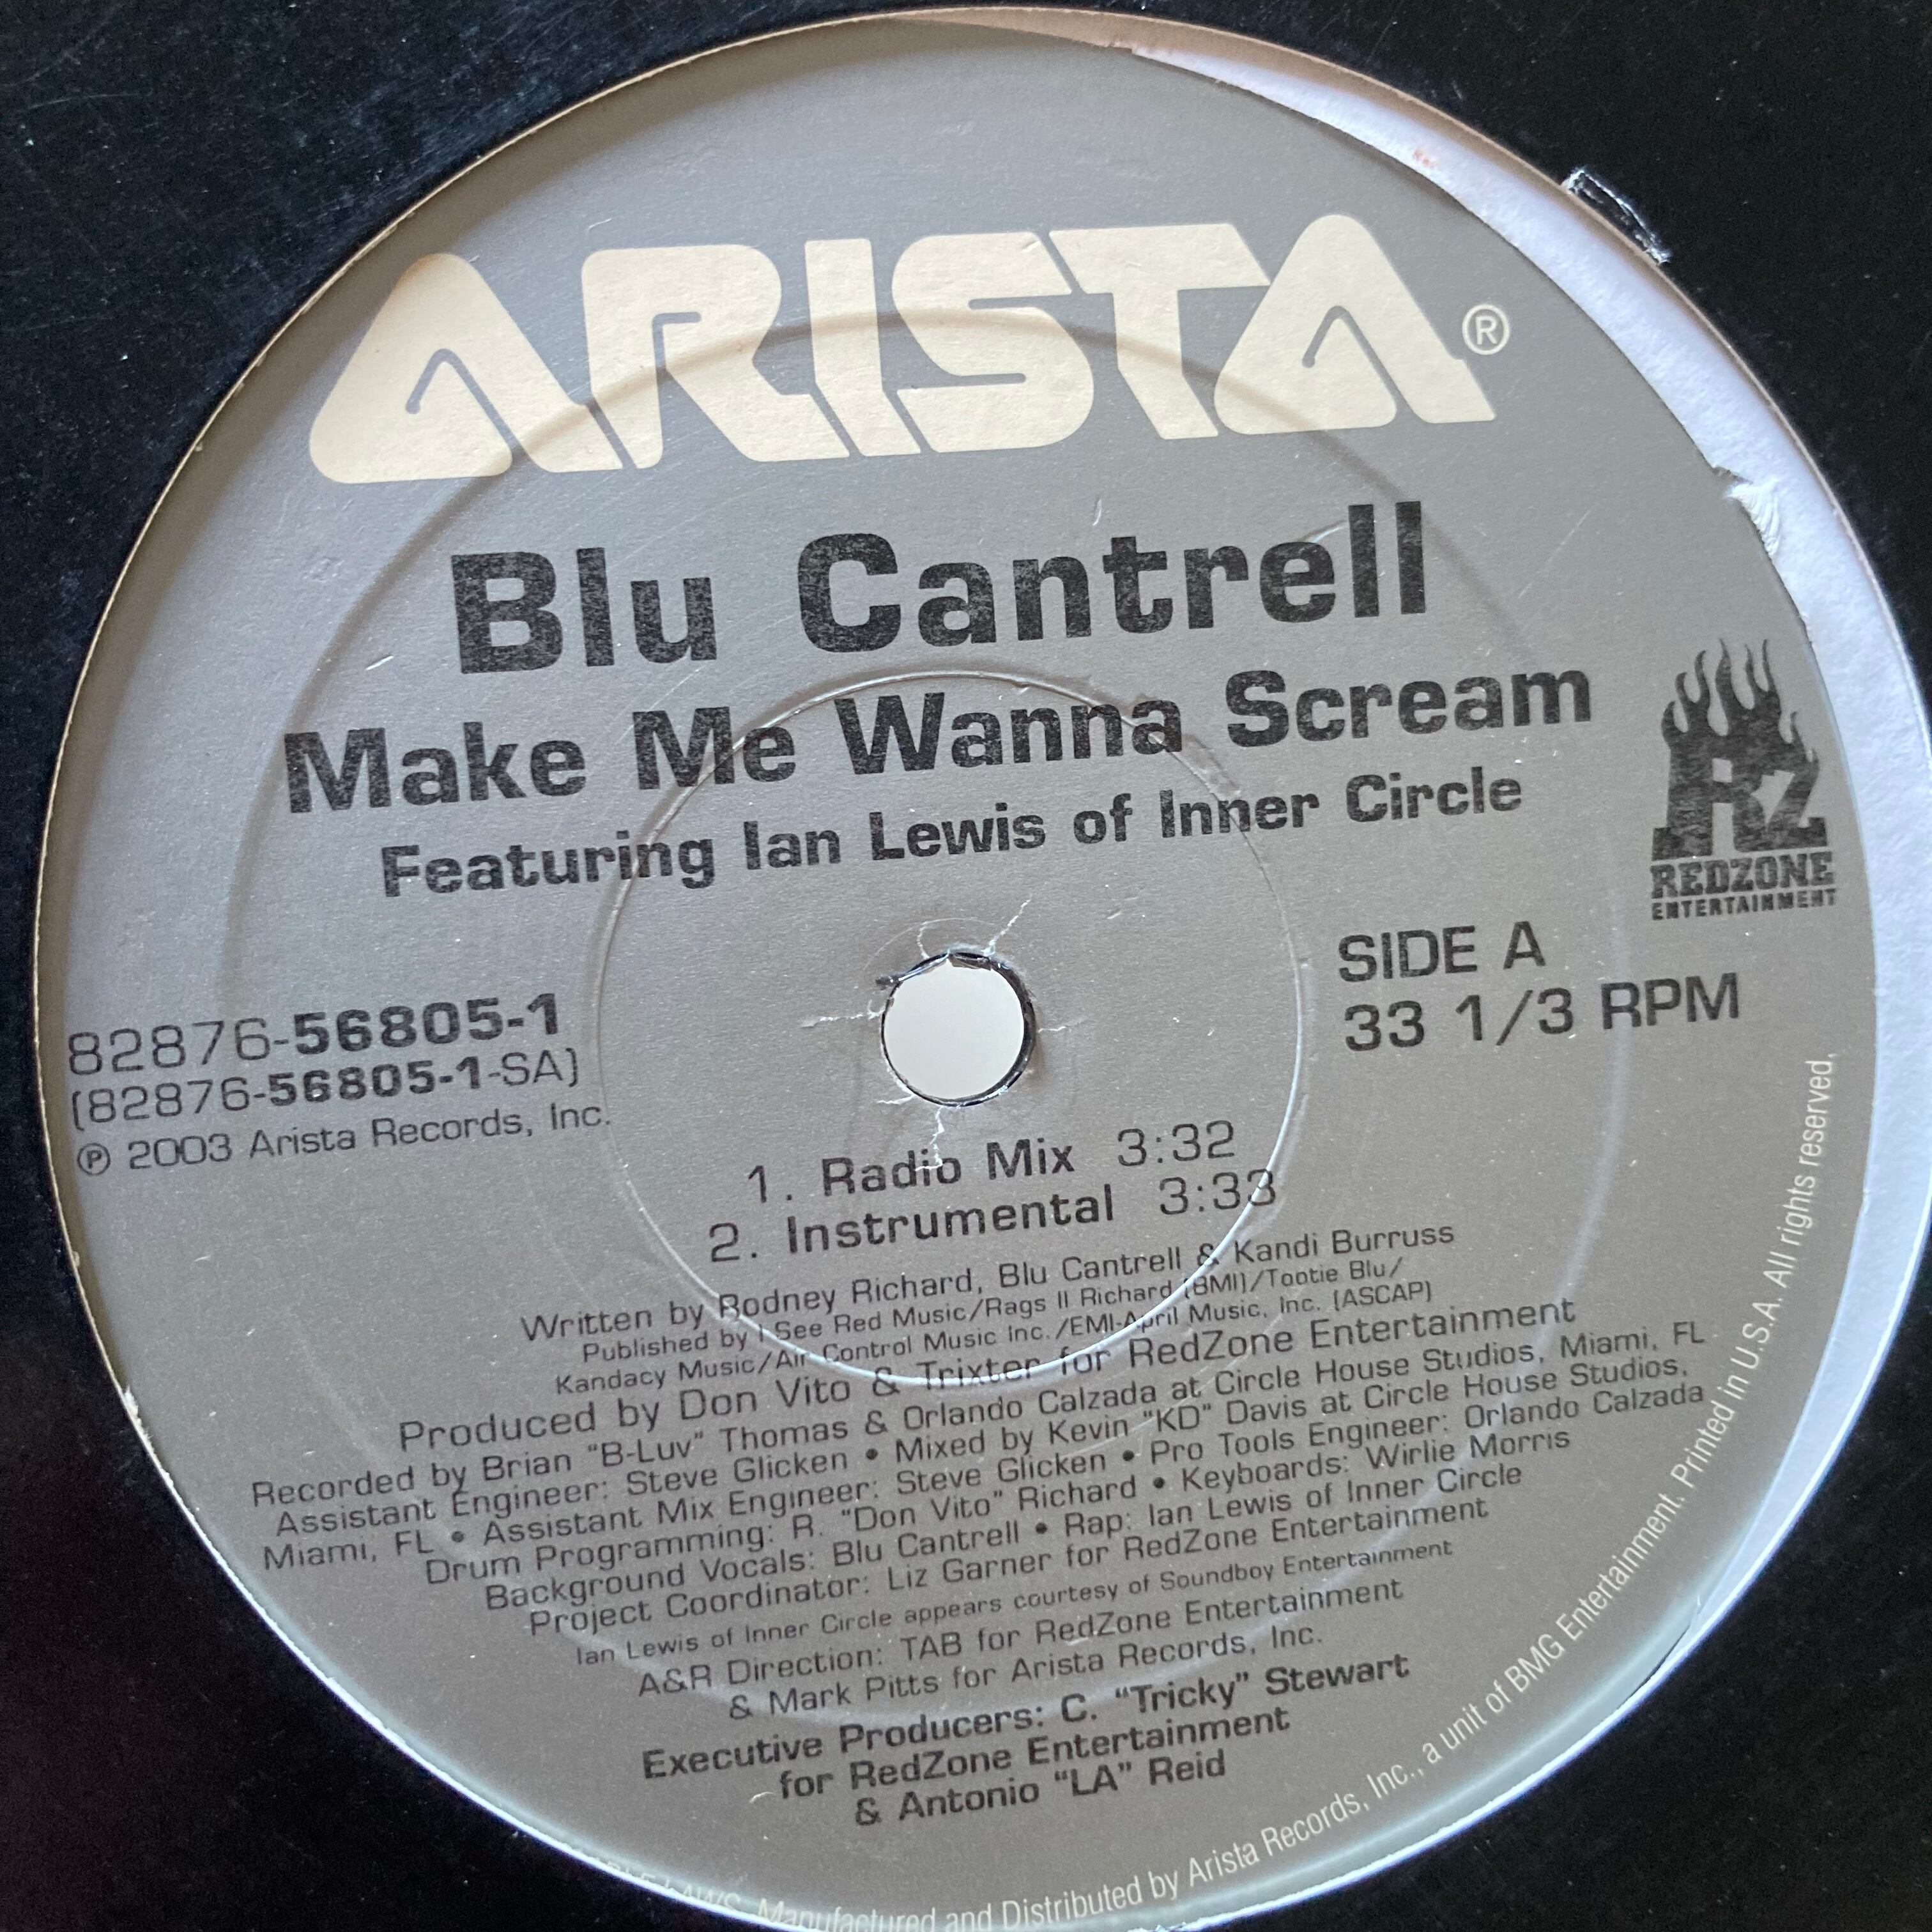 ARISTA®
Blu Cantrell
Make Me Wanna Scream
Featuring Ian Lewis of Inner Circle
RZ
REDZONE
ENTERTAINMENT
SIDE A
33 1/3 RPM
82876-56805-1
(82876-56805-1-SA)
℗ 2003 Arista Records, Inc.
1. Radio Mix 3:32
2. Instrumental 3:33
Written by Rodney Richard, Blu Cantrell & Kandi Burruss
Published by I See Red Music/Rags II Richard (BMI)/Tootie Blu/
Kandacy Music/Air Control Music Inc./EMI-April Music, Inc. (ASCAP)
Produced by Don Vito & Trixter for RedZone Entertainment
Recorded by Brian "B-Luv" Thomas & Orlando Calzada at Circle House Studios, Miami, FL
Assistant Engineer: Steve Glicken • Mixed by Kevin "KD" Davis at Circle House Studios,
Miami, FL • Assistant Mix Engineer: Steve Glicken • Pro Tools Engineer: Orlando Calzada
Drum Programming: R. "Don Vito" Richard • Keyboards: Wirlie Morris
Background Vocals: Blu Cantrell • Rap: Ian Lewis of Inner Circle
Project Coordinator: Liz Garner for RedZone Entertainment
Ian Lewis of Inner Circle appears courtesy of Soundboy Entertainment
A&R Direction: TAB for RedZone Entertainment
& Mark Pitts for Arista Records, Inc.
Executive Producers: C. "Tricky" Stewart
for RedZone Entertainment
& Antonio "LA" Reid
LAWS. Manufactured and Distributed by Arista Records, Inc., a unit of BMG Entertainment. Printed in U.S.A. All rights reserved.